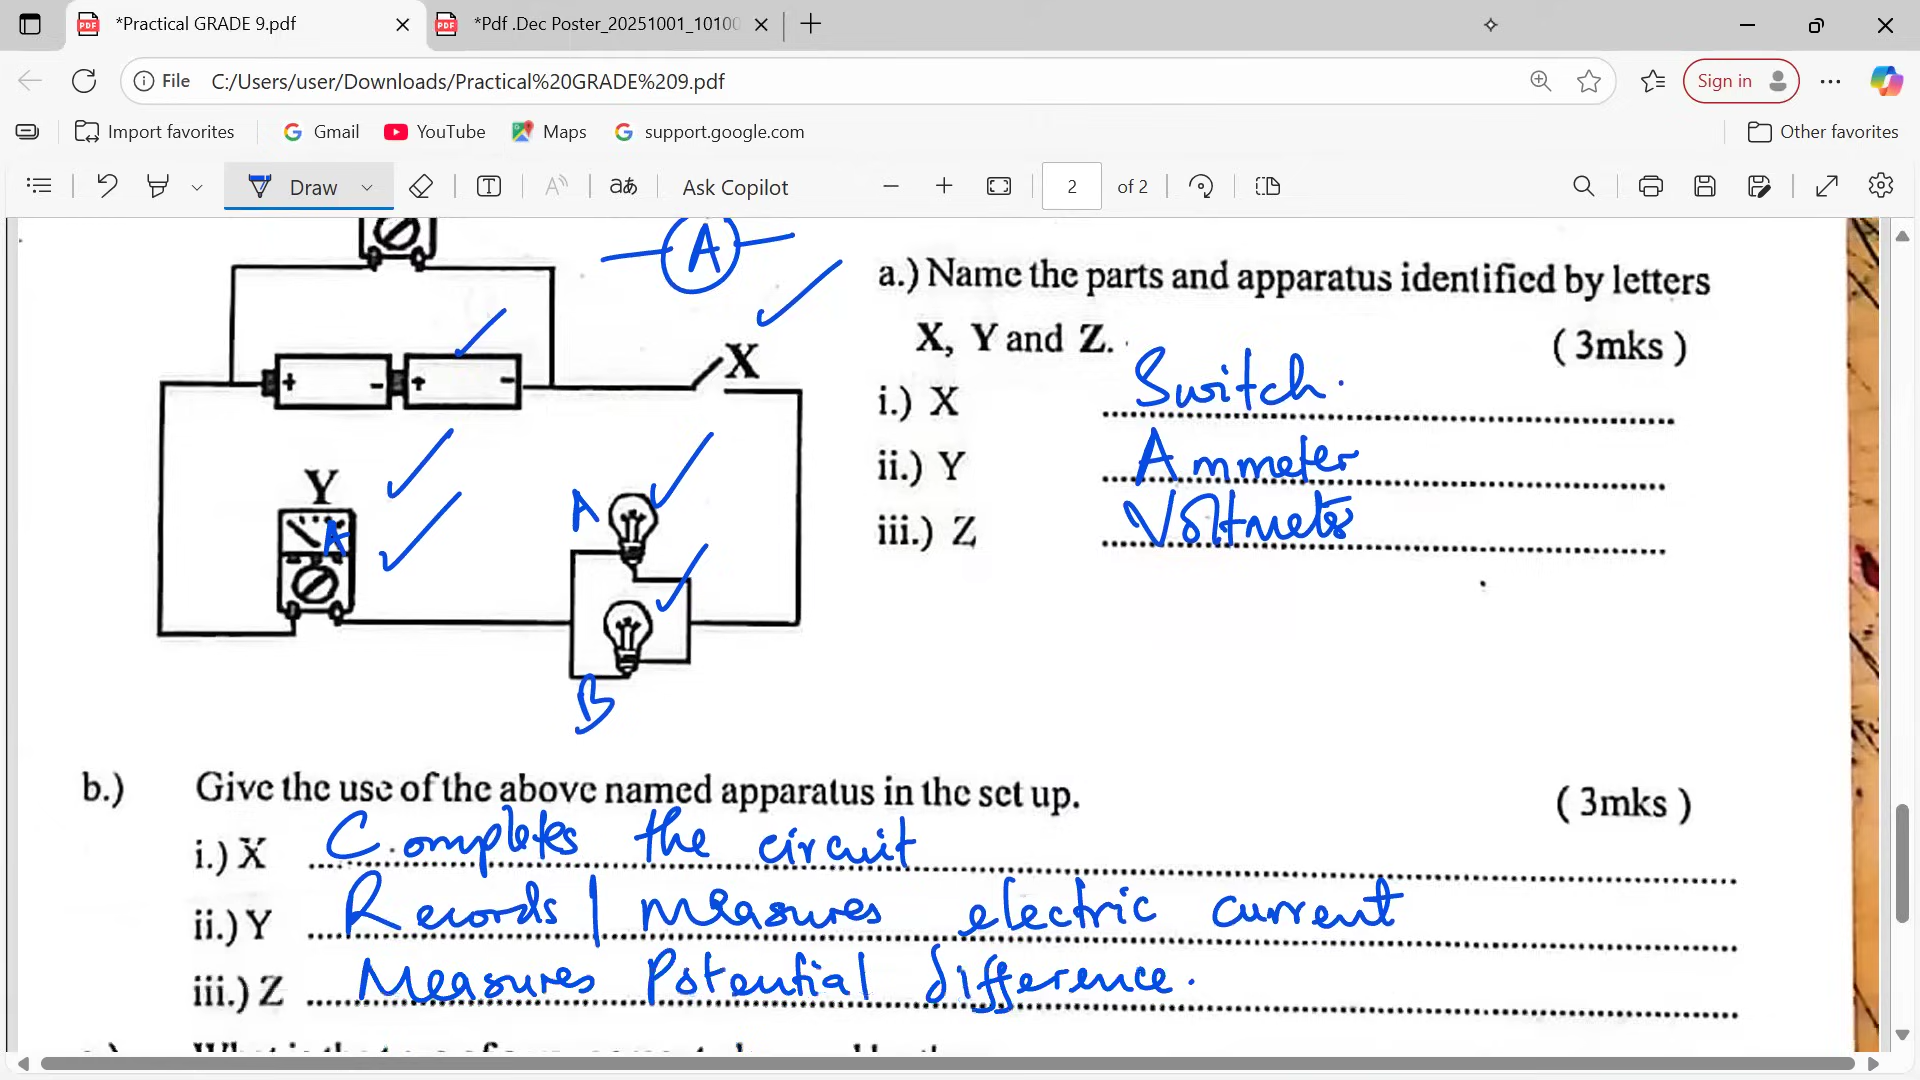 *Practical GRADE 9.pdf
*Pdf .Dec Poster_20251001_10100
File C:/Users/user/Downloads/Practical%20GRADE%209.pdf
Sign in
Import favorites
Gmail
YouTube
Maps
support.google.com
Other favorites
Draw
Ask Copilot
2 of 2
A
a.) Name the parts and apparatus identified by letters
X, Y and Z. ( 3mks )
X
+ - + -
i.) X Switch.
ii.) Y Ammeter
iii.) Z Voltmeter
Y
A
A
B
b.) Give the use of the above named apparatus in the set up. ( 3mks )
i.) X Completes the circuit
ii.) Y Records / measures electric current
iii.) Z Measures Potential difference.